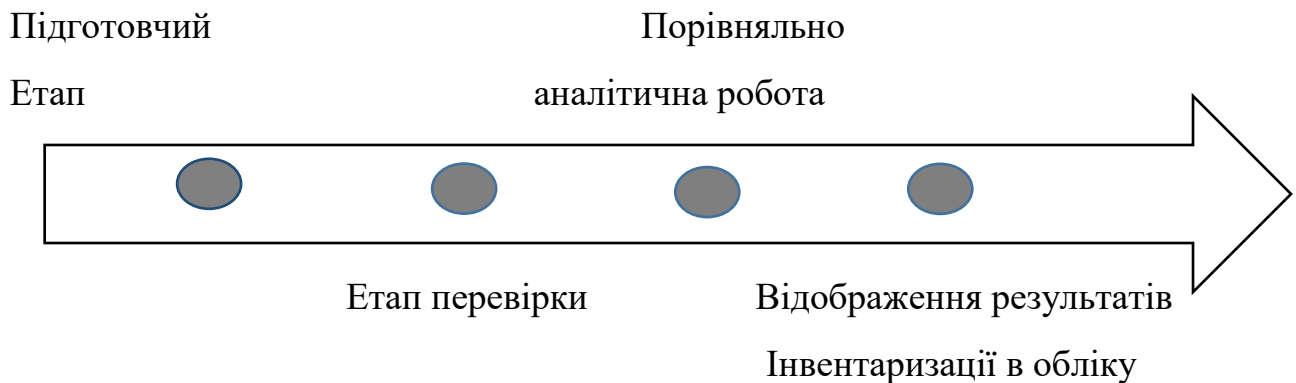 Підготовчий
Етап
Порівняльно
аналітична робота
Етап перевірки
Відображення результатів
Інвентаризації в обліку